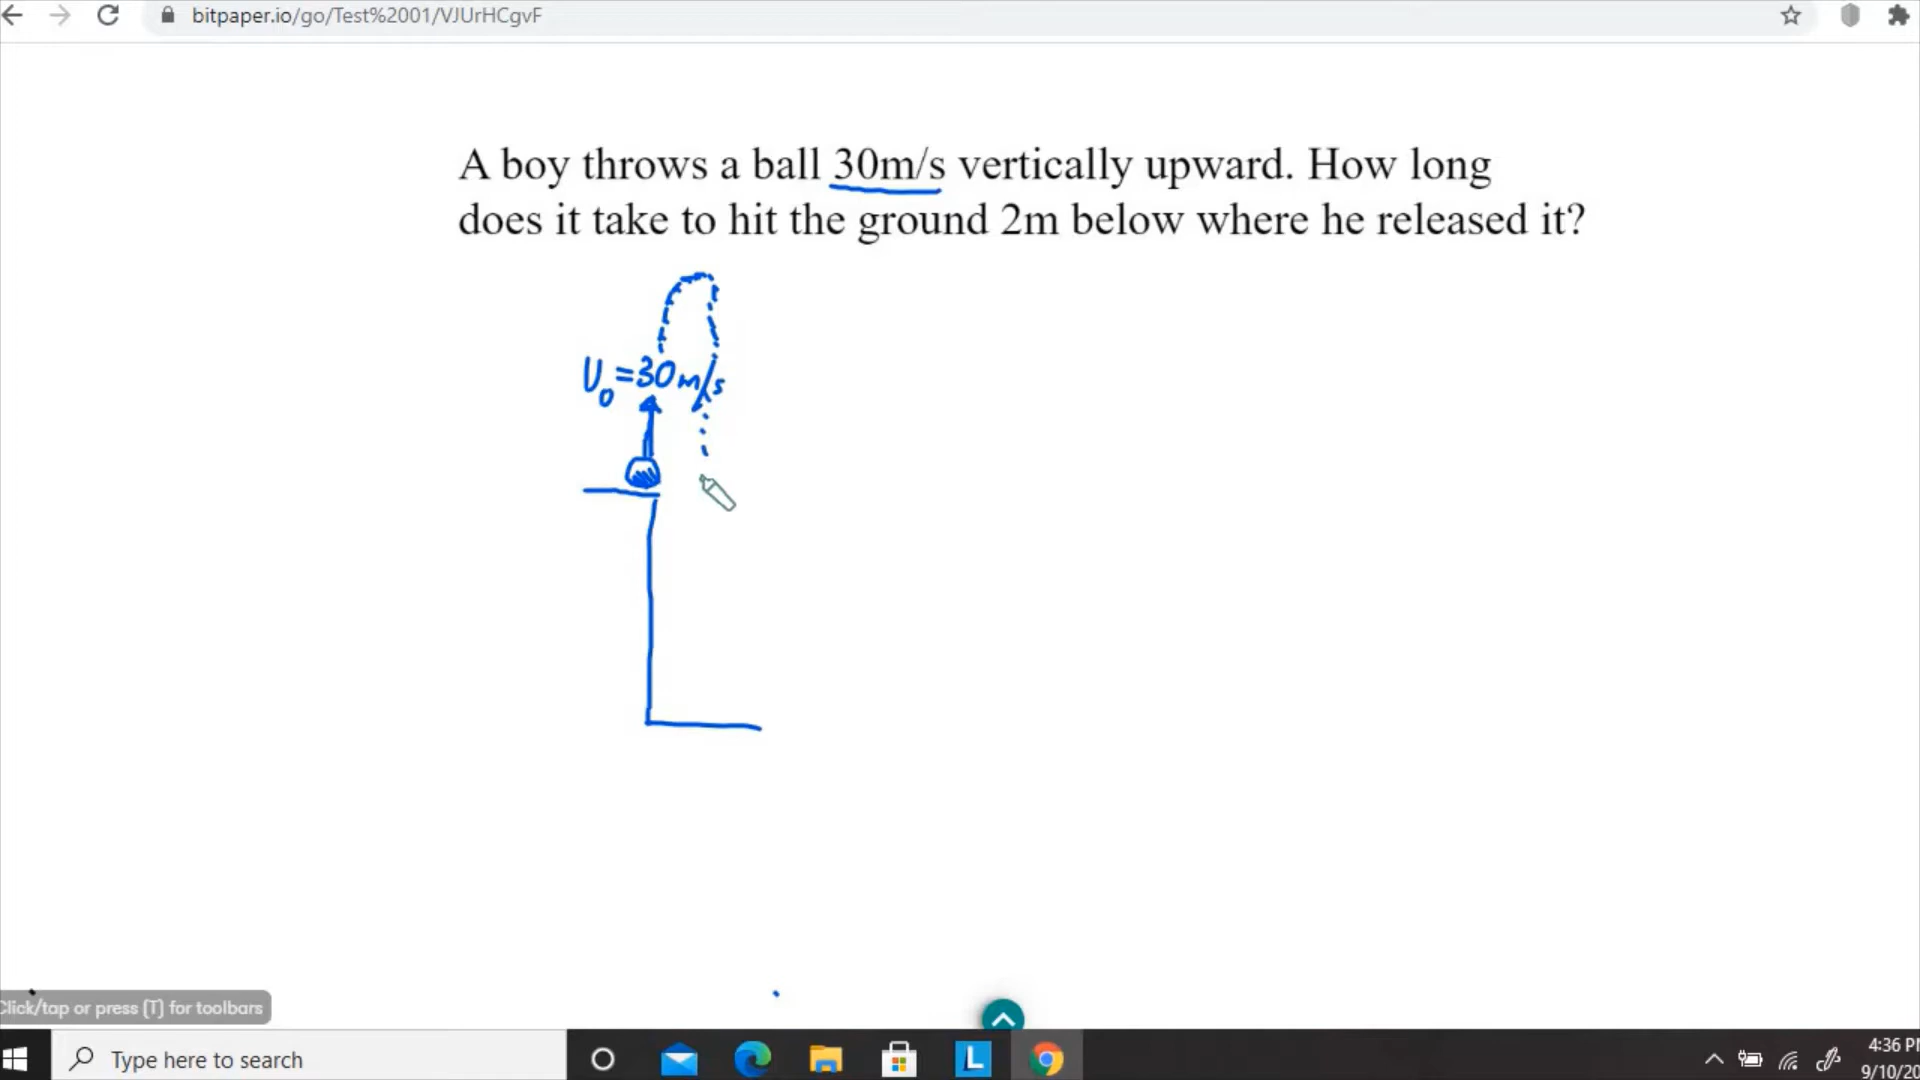 bitpaper.io/go/Test%2001/VJUrHCgvF
A boy throws a ball 30m/s vertically upward. How long
does it take to hit the ground 2m below where he released it?
U₀ = 30m/s
Click/tap or press [T] for toolbars
Type here to search
L
4:36 PM
9/10/20